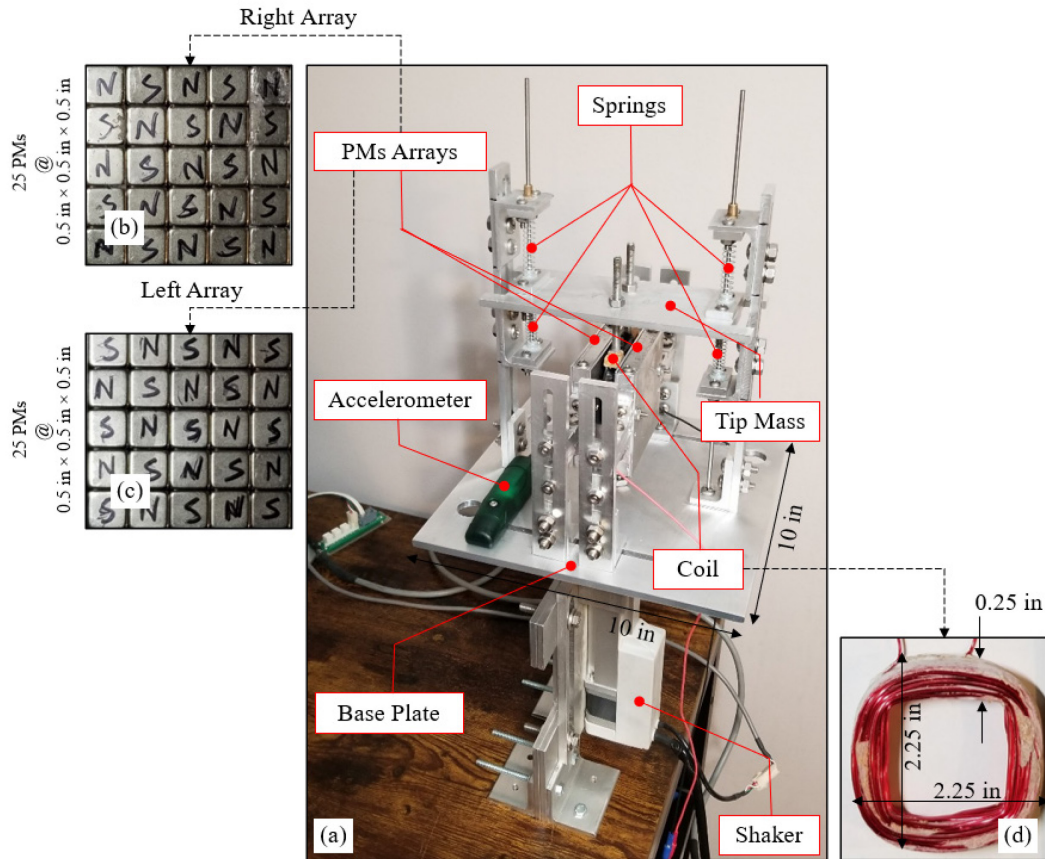 Right Array
25 PMs
@
0.5 in × 0.5 in × 0.5 in
N S N S N
S N S N S
N S N S N
S N S N S
N S N S N
(b)
Left Array
25 PMs
@
0.5 in × 0.5 in × 0.5 in
S N S N S
N S N S N
S N S N S
N S N S N
S N S N S
(c)
Springs
PMs Arrays
Accelerometer
Tip Mass
10 in
Coil
10 in
Base Plate
Shaker
(a)
0.25 in
2.25 in
2.25 in
(d)